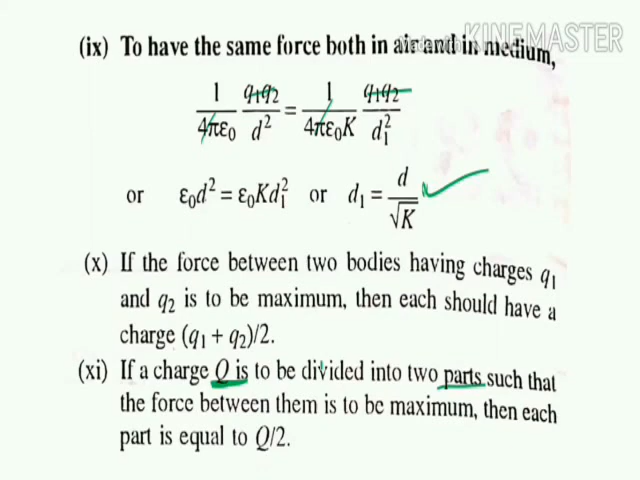 Made with KINEMASTER
(ix) To have the same force both in air and in medium,
1/4πε₀ q₁q₂/d² = 1/4πε₀K q₁q₂/d₁²
or ε₀d² = ε₀Kd₁² or d₁ = d/√K
(x) If the force between two bodies having charges q₁
and q₂ is to be maximum, then each should have a
charge (q₁ + q₂)/2.
(xi) If a charge Q is to be divided into two parts such that
the force between them is to be maximum, then each
part is equal to Q/2.